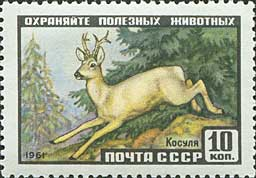 ОХРАНЯЙТЕ ПОЛЕЗНЫХ ЖИВОТНЫХ
Косуля
1961
ПОЧТА СССР
10 КОП.